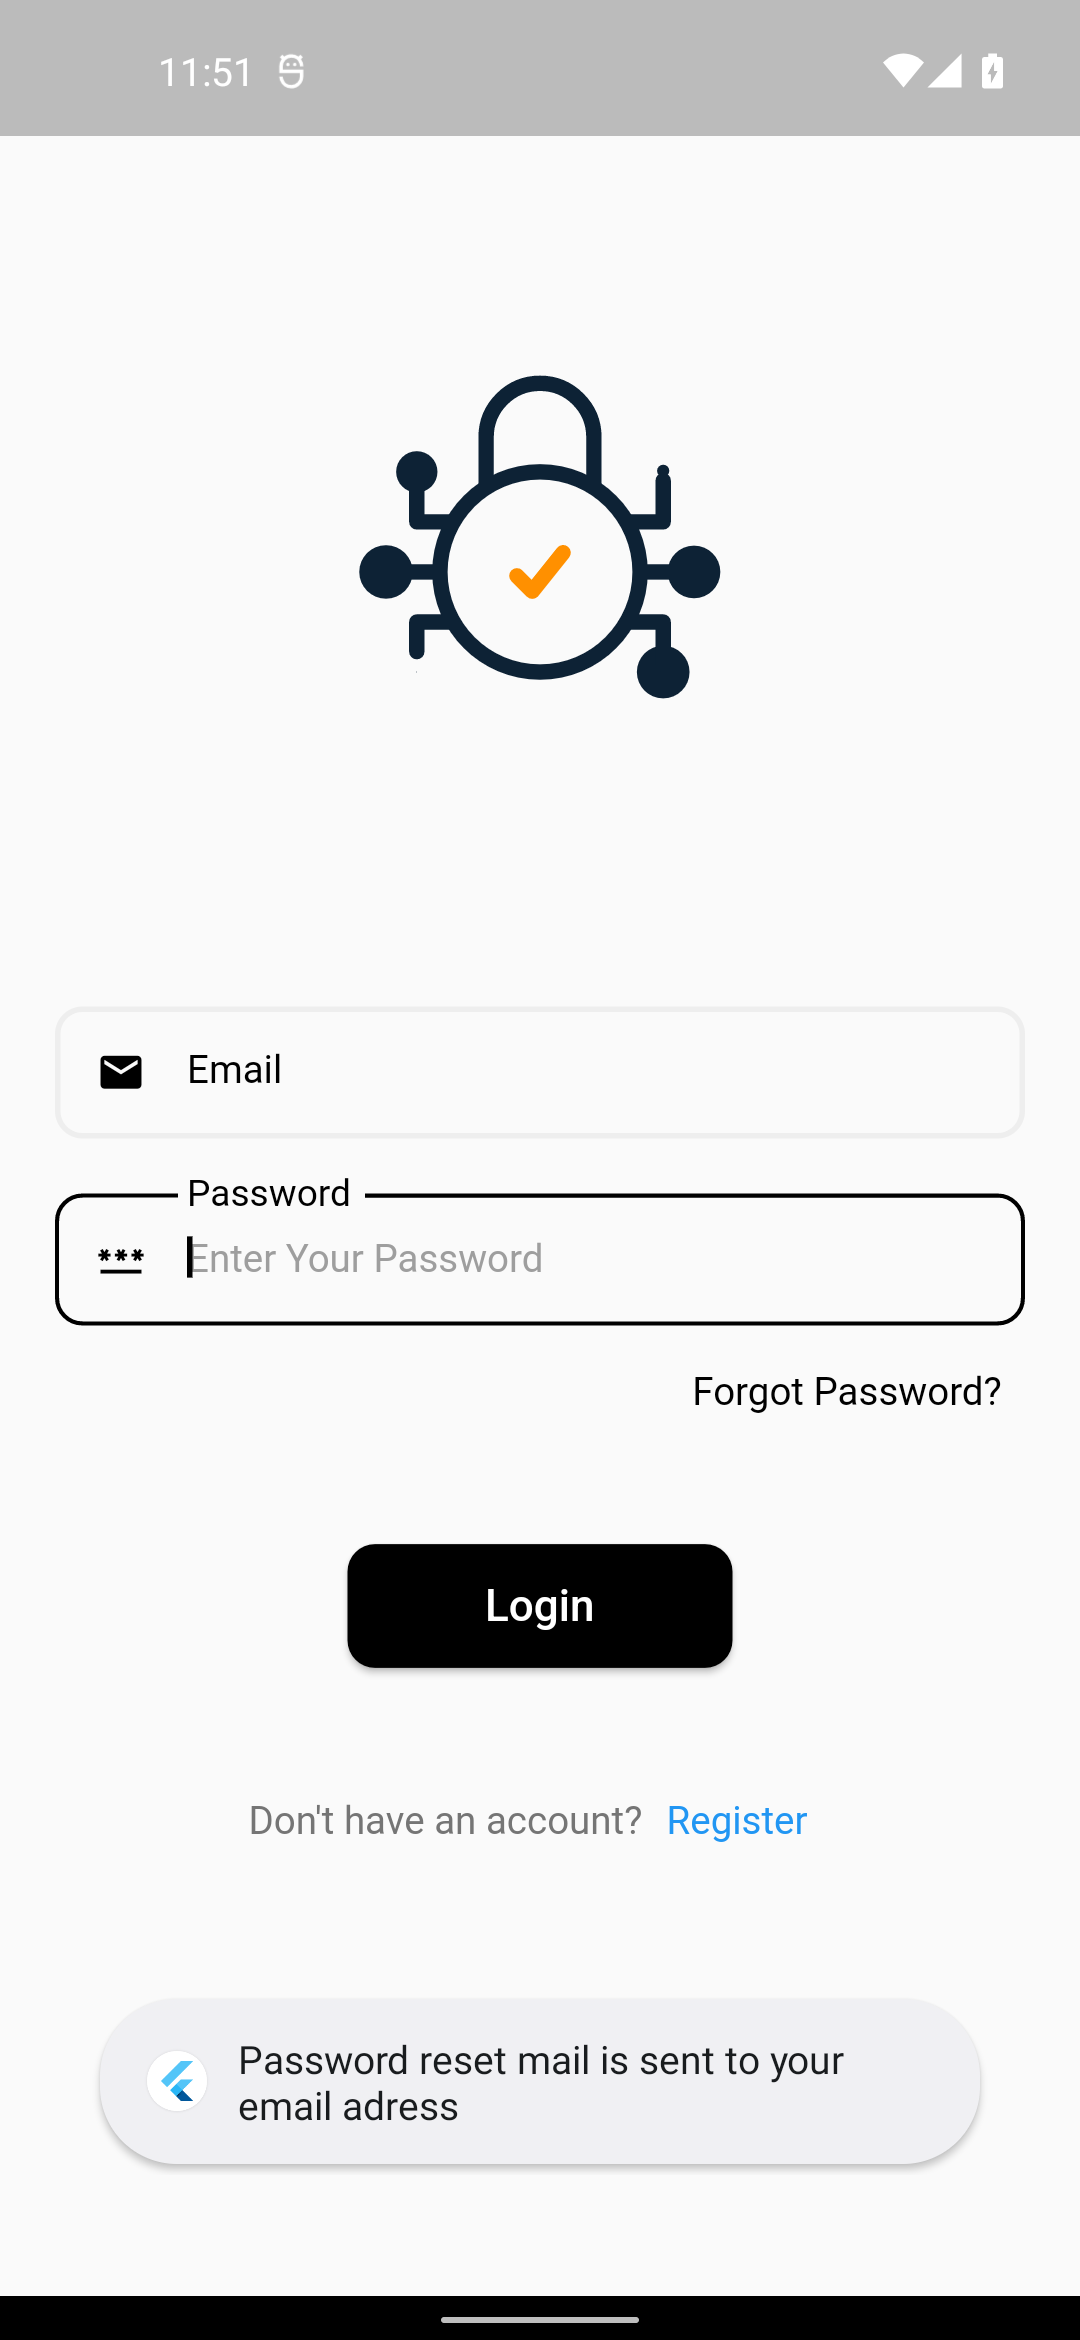 11:51
Email
Password
Enter Your Password
Forgot Password?
Login
Don't have an account? Register
Password reset mail is sent to your
email adress